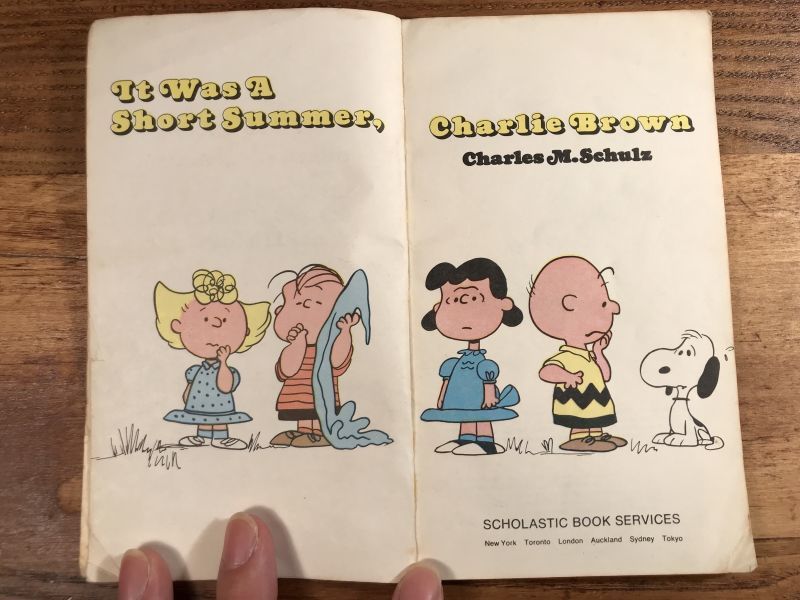 It Was A
Short Summer,
Charlie Brown
Charles M. Schulz
SCHOLASTIC BOOK SERVICES
New York Toronto London Auckland Sydney Tokyo